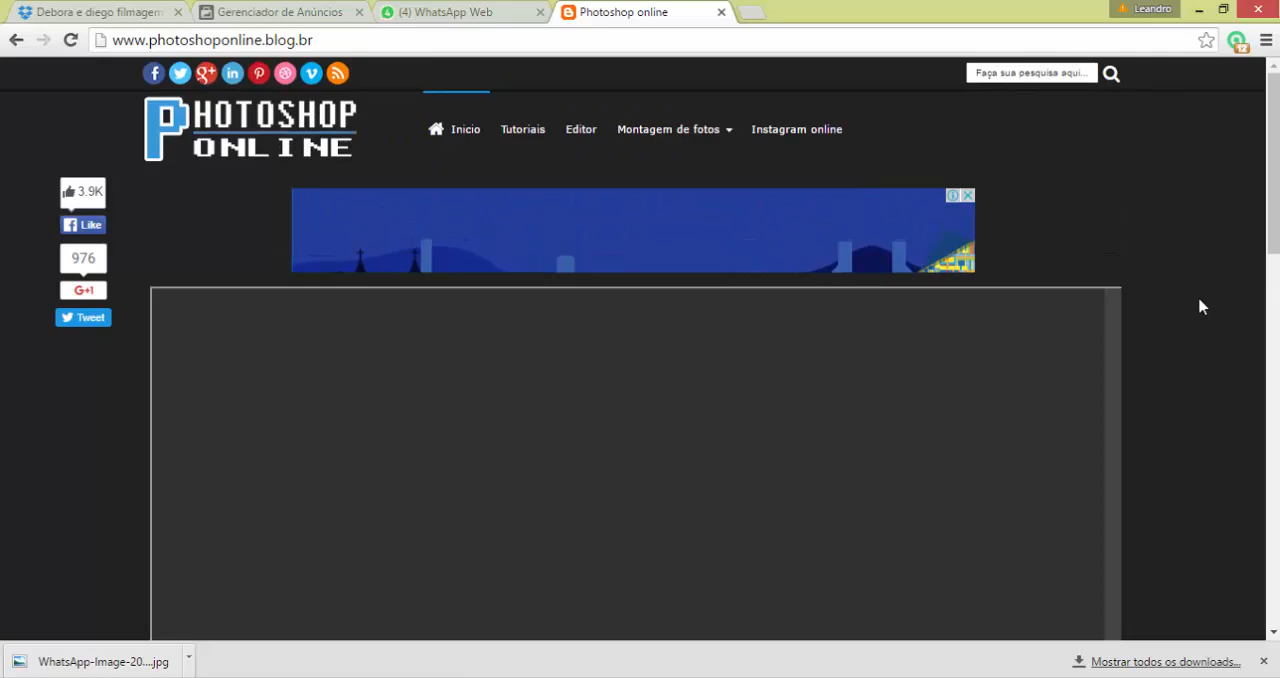 Debora e diego filmagem
Gerenciador de Anúncios
(4) WhatsApp Web
Photoshop online
Leandro
www.photoshoponline.blog.br
12
Faça sua pesquisa aqui...
PHOTOSHOP
ONLINE
Inicio
Tutoriais
Editor
Montagem de fotos
Instagram online
3.9K
Like
976
G+1
Tweet
WhatsApp-Image-20....jpg
Mostrar todos os downloads...